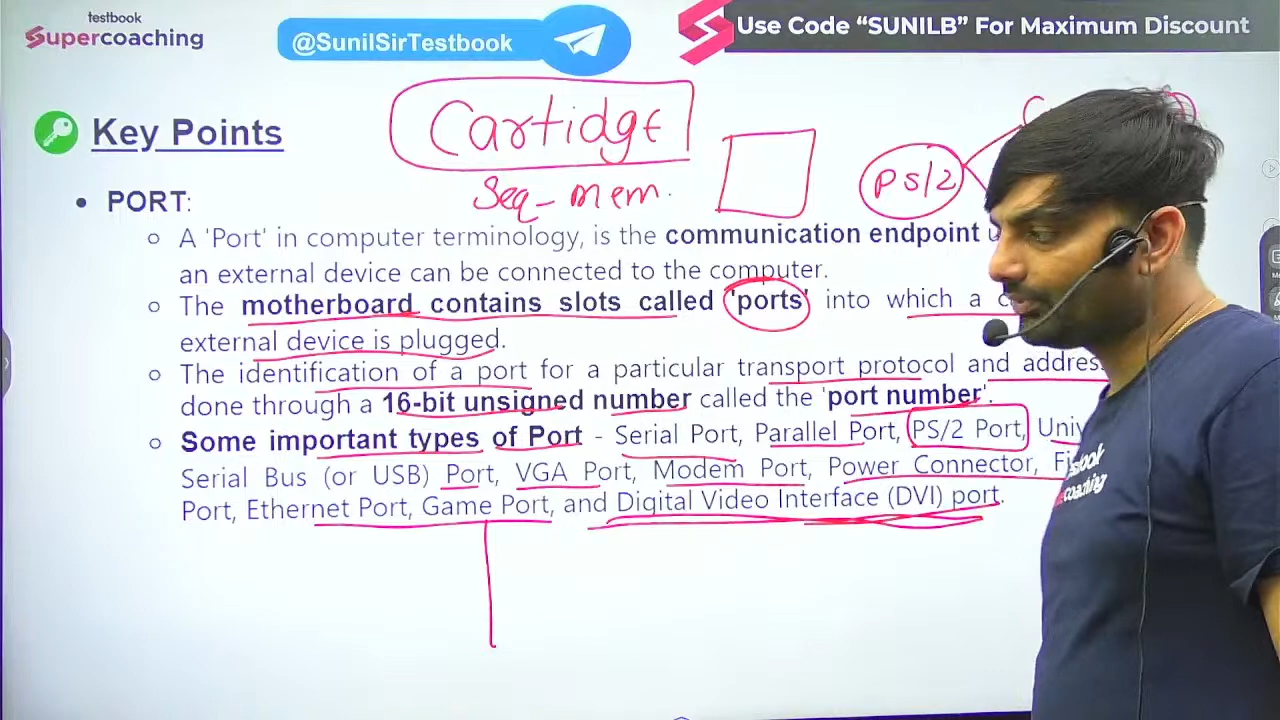 testbook
Supercoaching
@SunilSirTestbook
Use Code “SUNILB” For Maximum Discount
Cartidge
Key Points
Seq-mem.
PS/2
• PORT:
A 'Port' in computer terminology, is the communication endpoint
an external device can be connected to the computer.
The motherboard contains slots called 'ports' into which a
external device is plugged.
The identification of a port for a particular transport protocol and address
done through a 16-bit unsigned number called the 'port number'.
Some important types of Port - Serial Port, Parallel Port, PS/2 Port,
Serial Bus (or USB) Port, VGA Port, Modem Port, Power Connector,
Port, Ethernet Port, Game Port, and Digital Video Interface (DVI) port.
coaching